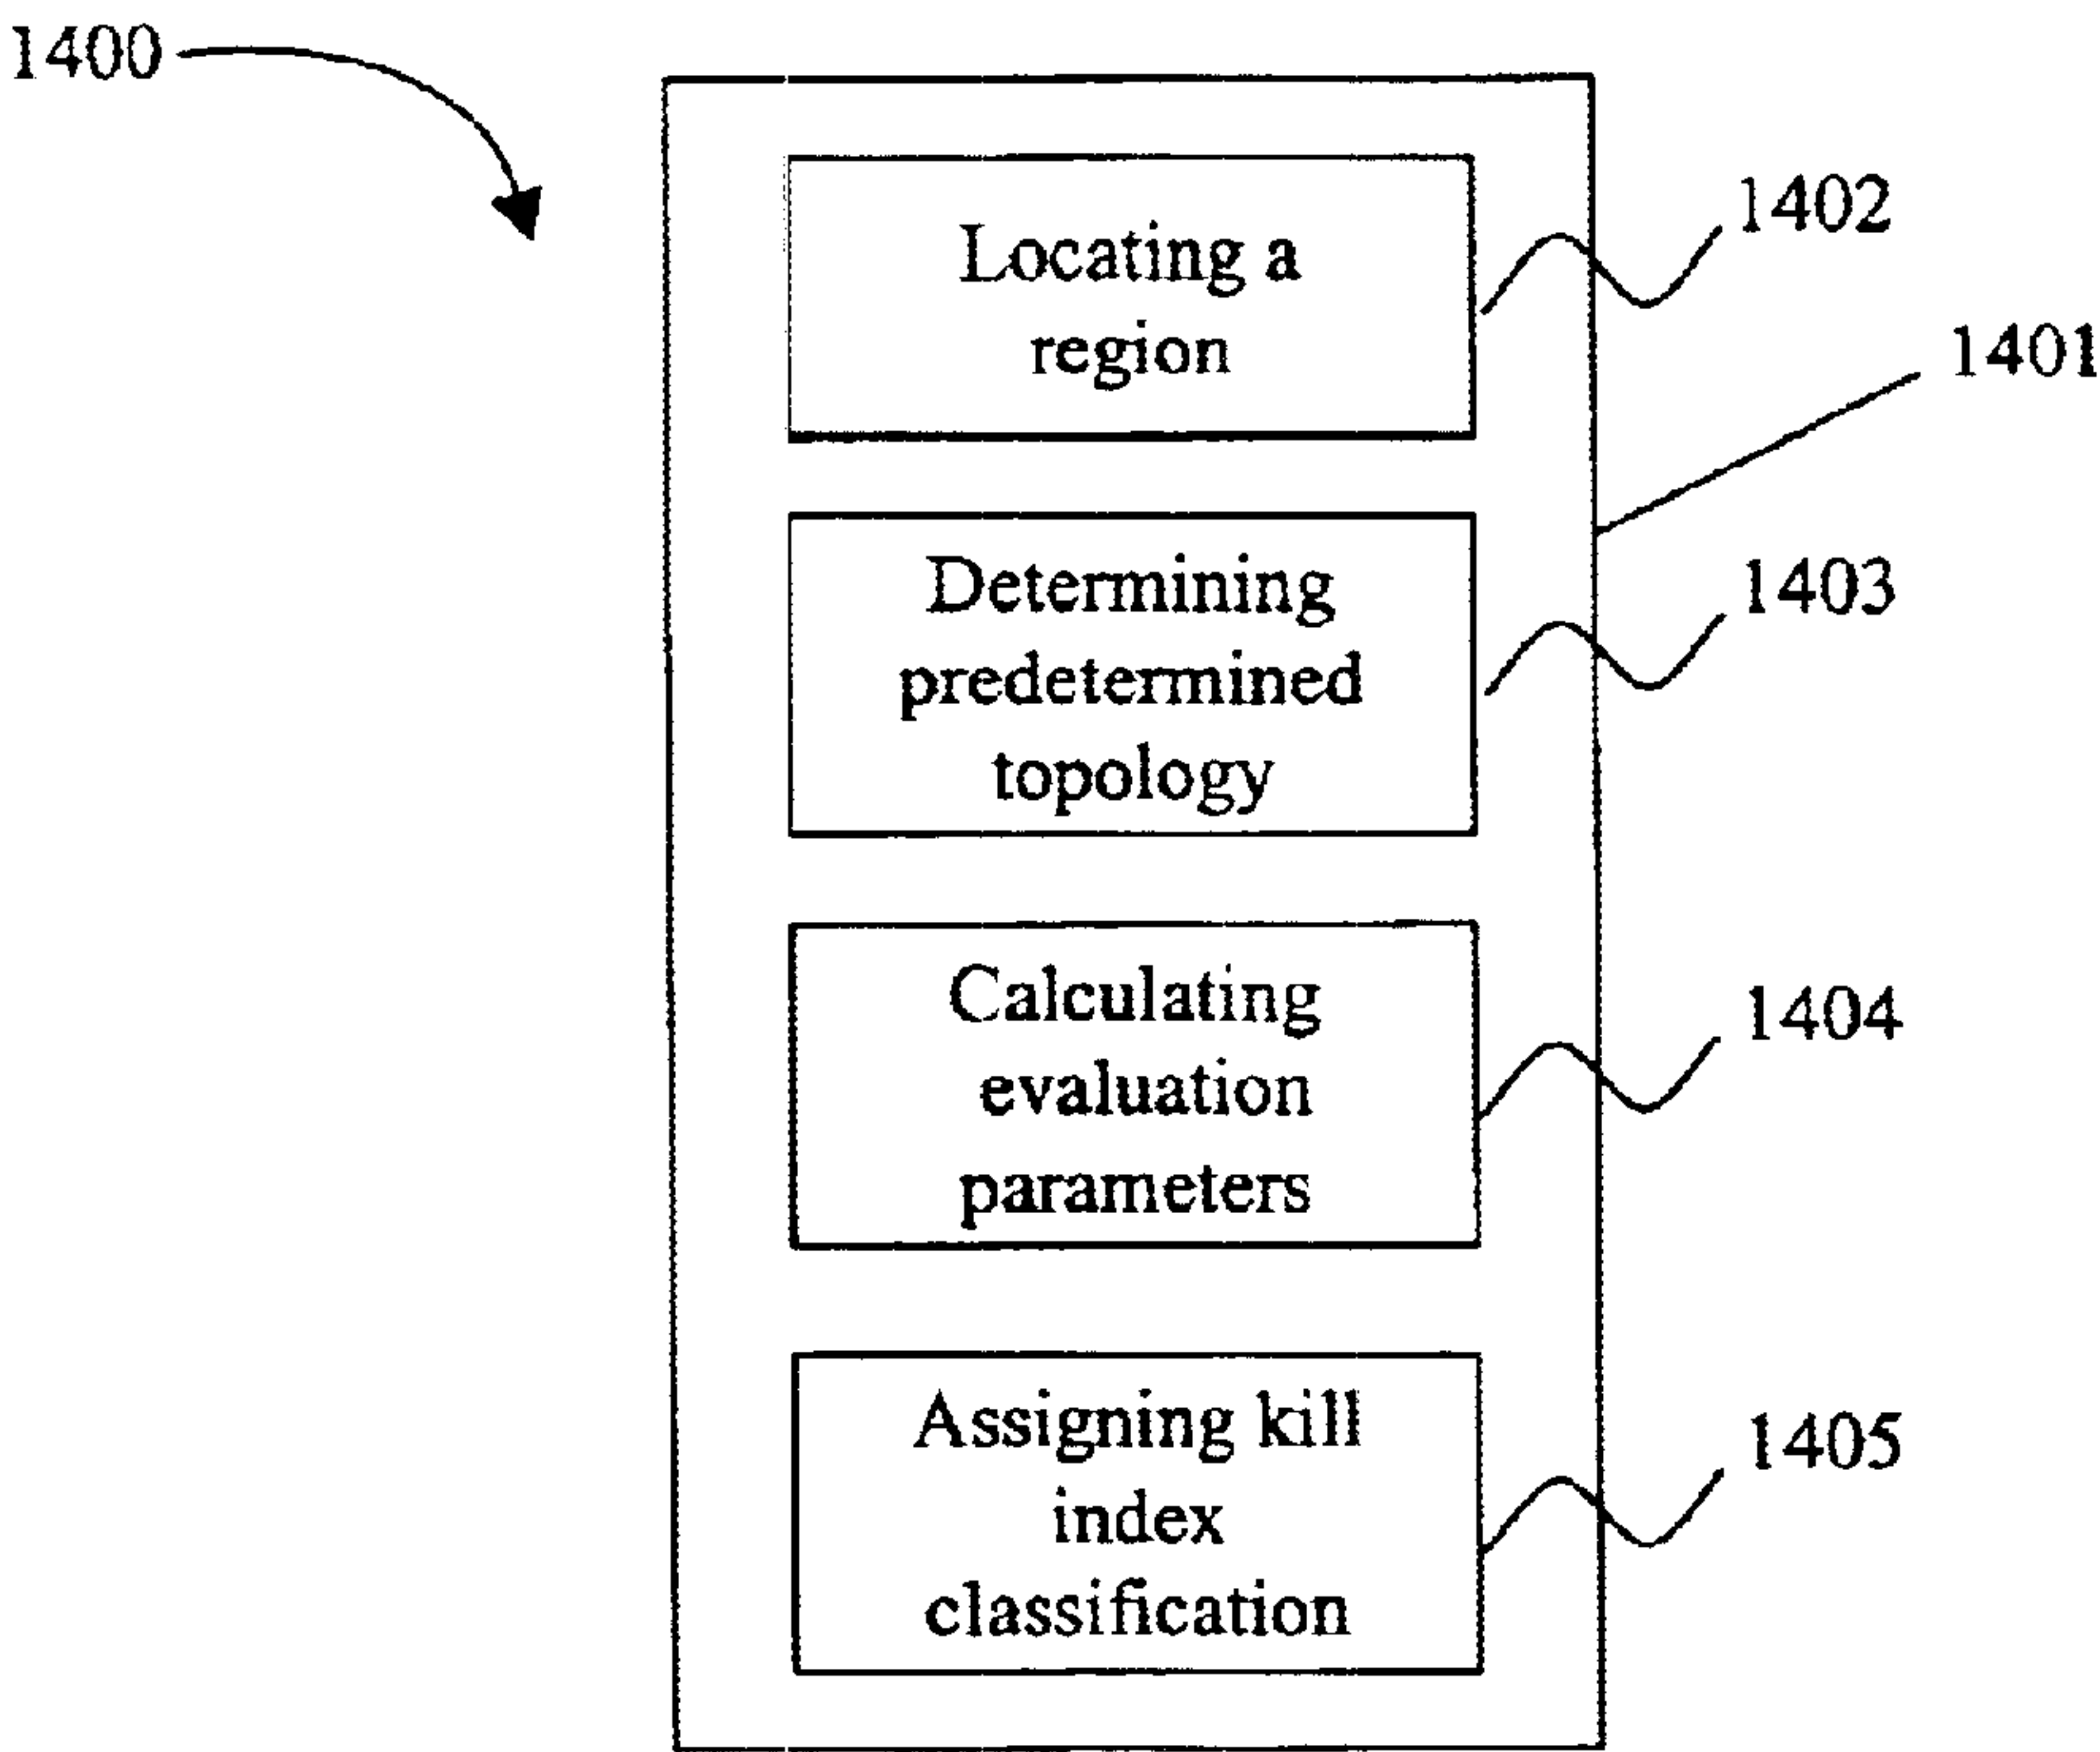 1400
Locating a
region
1402
1401
Determining
predetermined
topology
1403
Calculating
evaluation
parameters
1404
Assigning kill
index
classification
1405